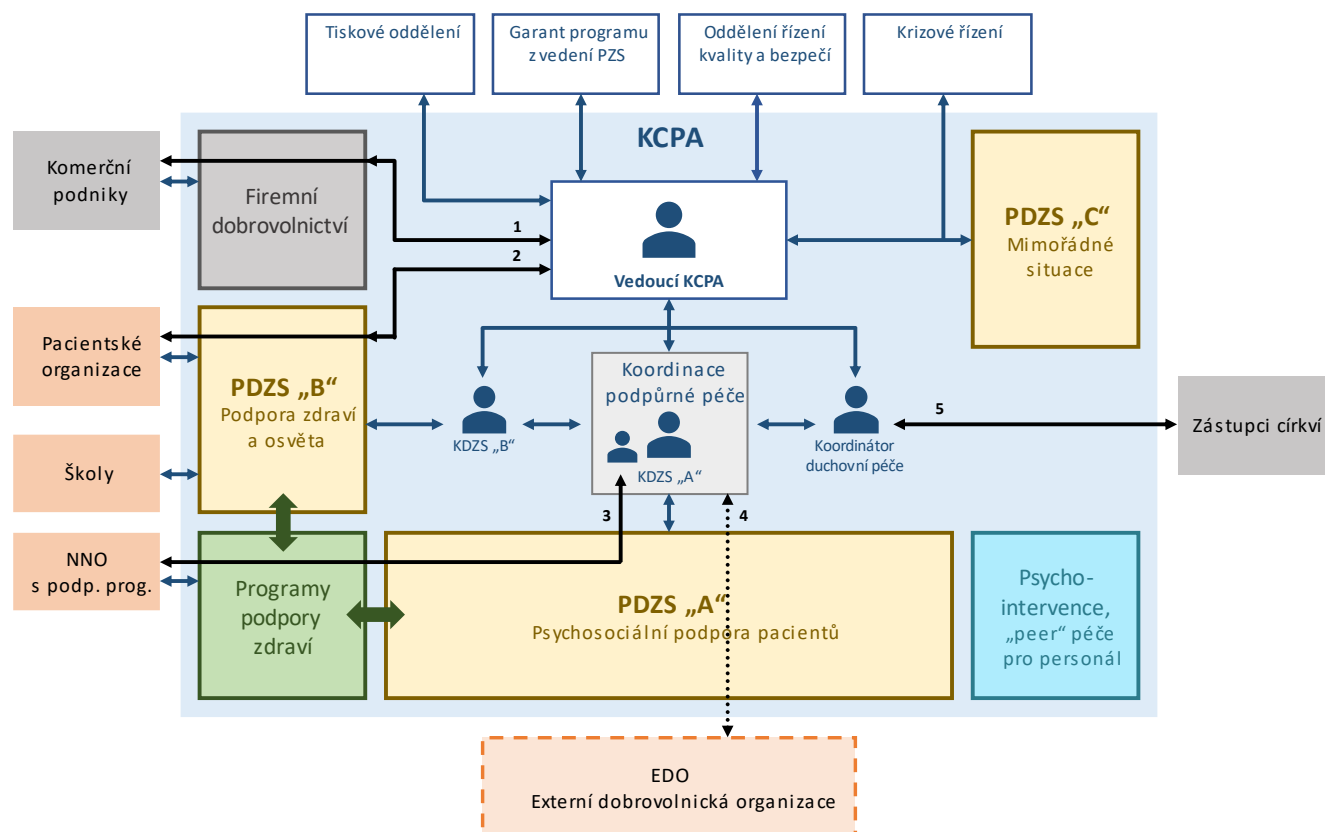 Tiskové oddělení
Garant programu
z vedení PZS
Oddělení řízení
kvality a bezpečí
Krizové řízení
KCPA
Komerční
podniky
Firemní
dobrovolnictví
1
2
Vedoucí KCPA
PDZS „C“
Mimořádné
situace
Pacientské
organizace
PDZS „B“
Podpora zdraví
a osvěta
KDZS „B“
Koordinace
podpůrné péče
KDZS „A“
Koordinátor
duchovní péče
5
Zástupci církví
Školy
3
4
NNO
s podp. prog.
Programy
podpory
zdraví
PDZS „A“
Psychosociální podpora pacientů
Psycho-
intervence,
„peer“ péče
pro personál
EDO
Externí dobrovolnická organizace